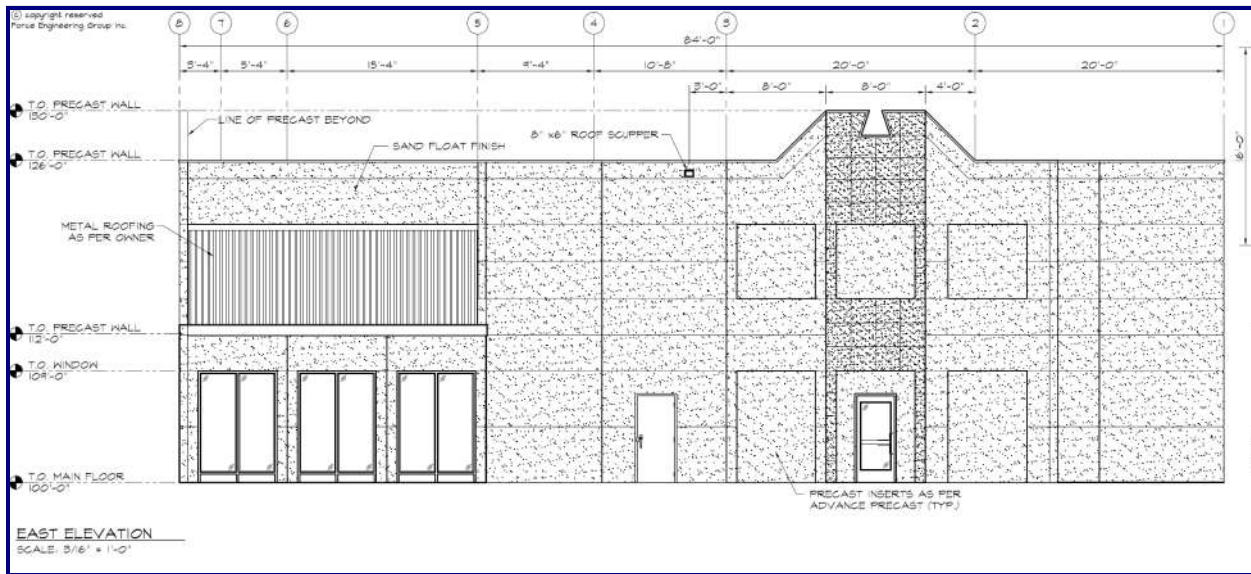 © copyright reserved
Force Engineering Group Inc.
8 7 6 5 4 3 2 1
84'-0"
3'-4" 5'-4" 15'-4" 9'-4" 10'-8" 20'-0" 20'-0"
3'-0" 8'-0" 8'-0" 4'-0"
T.O. PRECAST WALL
130'-0"
LINE OF PRECAST BEYOND
8" x8" ROOF SCUPPER
SAND FLOAT FINISH
16'-0"
T.O. PRECAST WALL
126'-0"
METAL ROOFING
AS PER OWNER
T.O. PRECAST WALL
112'-0"
T.O. WINDOW
109'-0"
T.O. MAIN FLOOR
100'-0"
PRECAST INSERTS AS PER
ADVANCE PRECAST (TYP.)
EAST ELEVATION
SCALE: 3/16" = 1'-0"